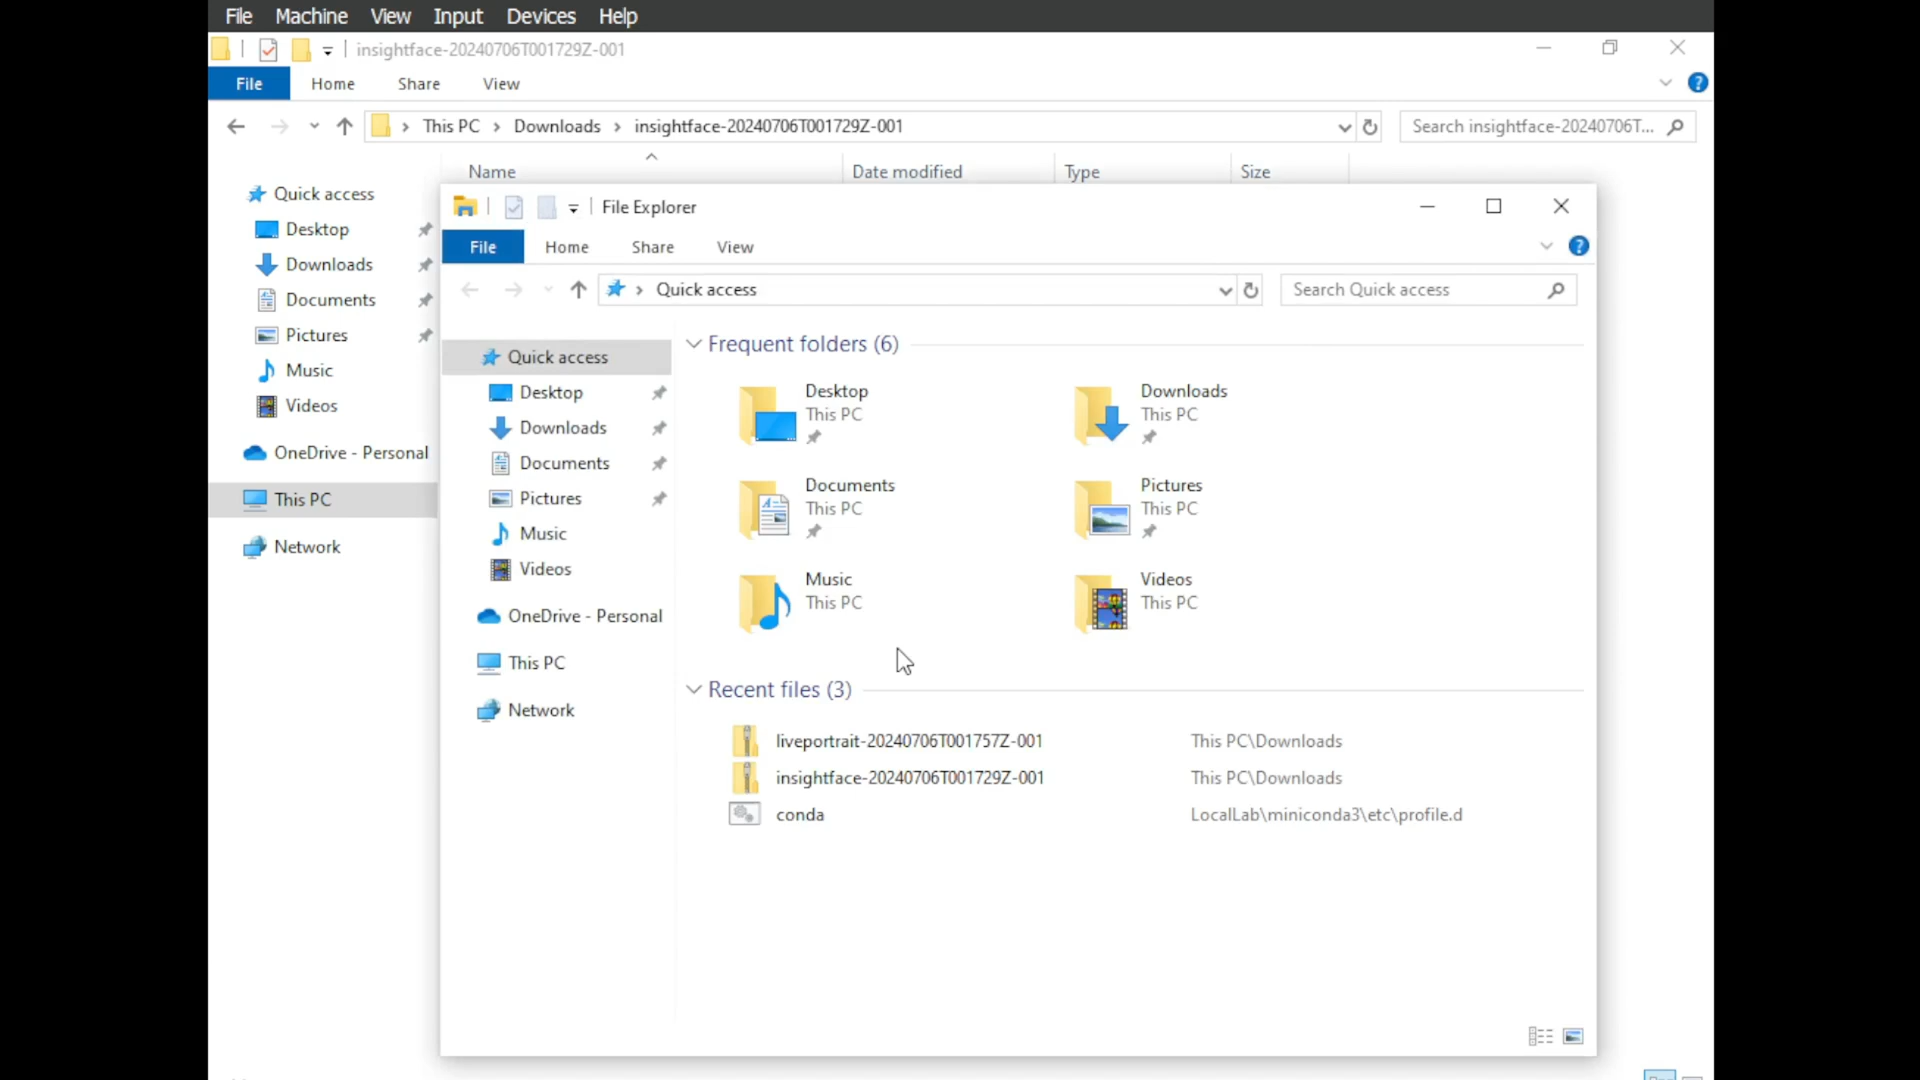 File Machine View Input Devices Help
insightface-20240706T001729Z-001
File Home Share View
This PC > Downloads > insightface-20240706T001729Z-001
Search insightface-20240706T...
Name Date modified Type Size
Quick access
Desktop
Downloads
Documents
Pictures
Music
Videos
OneDrive - Personal
This PC
Network
File Explorer
File Home Share View
Quick access
Search Quick access
Quick access
Desktop
Downloads
Documents
Pictures
Music
Videos
OneDrive - Personal
This PC
Network
Frequent folders (6)
Desktop
This PC
Downloads
This PC
Documents
This PC
Pictures
This PC
Music
This PC
Videos
This PC
Recent files (3)
liveportrait-20240706T001757Z-001 This PC\Downloads
insightface-20240706T001729Z-001 This PC\Downloads
conda LocalLab\miniconda3\etc\profile.d